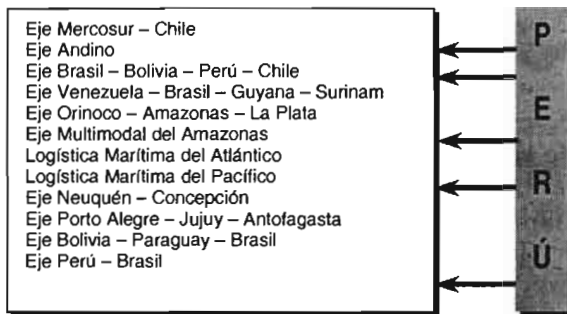 Eje Mercosur – Chile
Eje Andino
Eje Brasil – Bolivia – Perú – Chile
Eje Venezuela – Brasil – Guyana – Surinam
Eje Orinoco – Amazonas – La Plata
Eje Multimodal del Amazonas
Logística Marítima del Atlántico
Logística Marítima del Pacífico
Eje Neuquén – Concepción
Eje Porto Alegre – Jujuy – Antofagasta
Eje Bolivia – Paraguay – Brasil
Eje Perú – Brasil
P
E
R
Ú